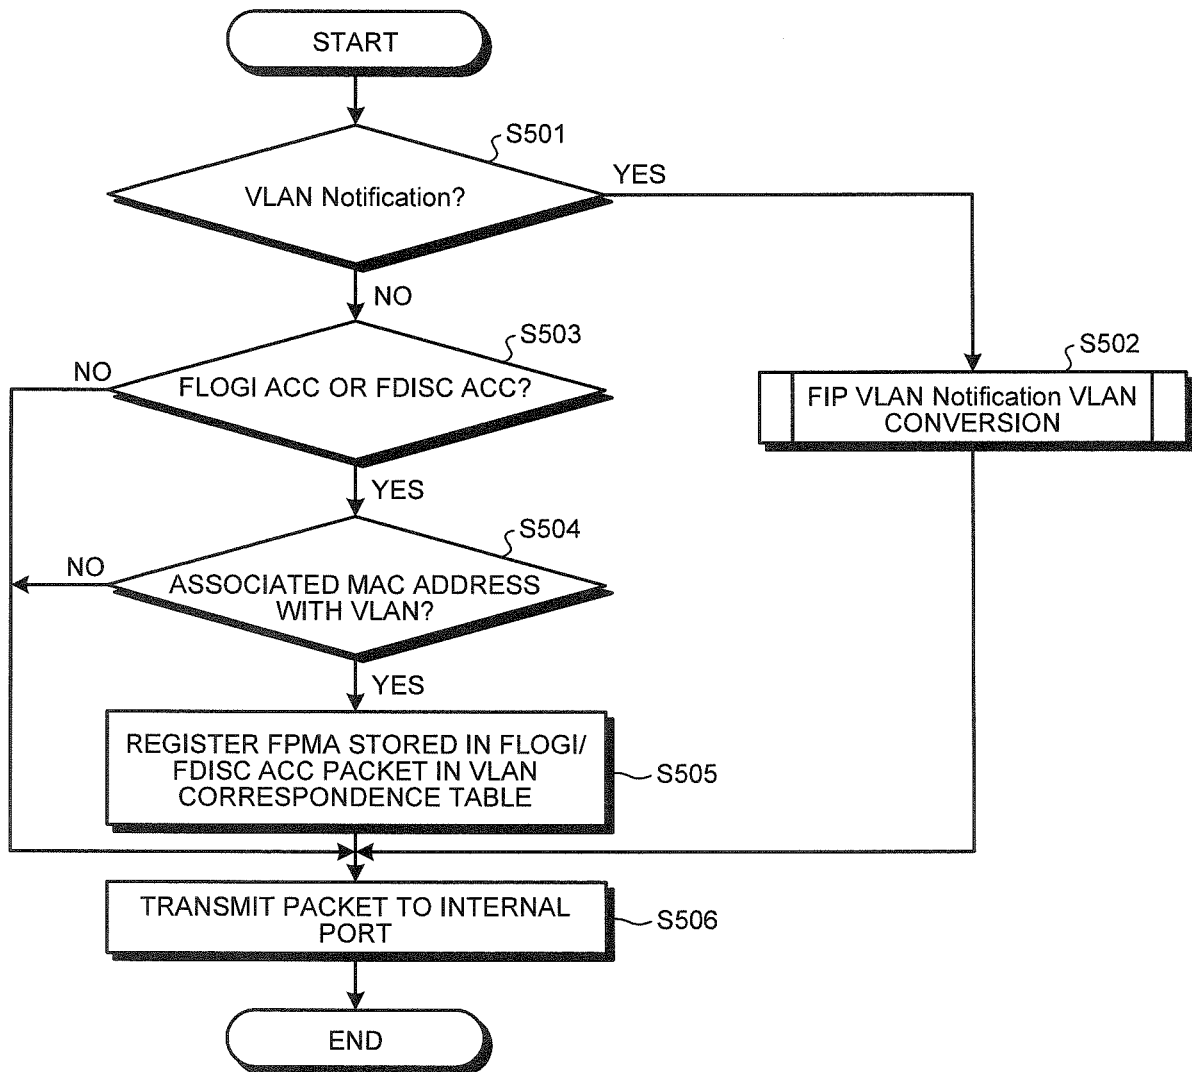 START
S501
VLAN Notification?
YES
NO
S503
NO
FLOGI ACC OR FDISC ACC?
S502
FIP VLAN Notification VLAN
CONVERSION
YES
S504
NO
ASSOCIATED MAC ADDRESS
WITH VLAN?
YES
REGISTER FPMA STORED IN FLOGI/
FDISC ACC PACKET IN VLAN
CORRESPONDENCE TABLE
S505
TRANSMIT PACKET TO INTERNAL
PORT
S506
END